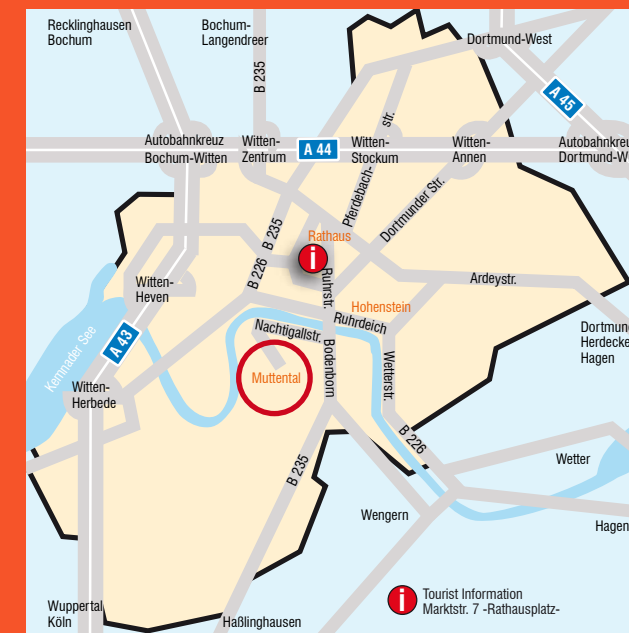 Recklinghausen
Bochum
Bochum-
Langendreer
B 235
Dortmund-West
A 45
Autobahnkreuz
Bochum-Witten
Witten-
Zentrum
A 44
Witten-
Stockum
Witten-
Annen
Autobahnkreu
Dortmund-W
Pferdebach-
str.
Dortmunder Str.
B 235
Rathaus
i
Ruhrstr.
B 226
Ardeystr.
Witten-
Heven
Hohenstein
Ruhrdeich
Nachtigallstr.
Bodenborn
Wetterstr.
Kemnader See
A 43
Dortmund
Herdecke
Hagen
Muttental
Witten-
Herbede
B 226
B 235
Wetter
Wengern
Hagen
i
Tourist Information
Marktstr. 7 -Rathausplatz-
Wuppertal
Köln
Haßlinghausen